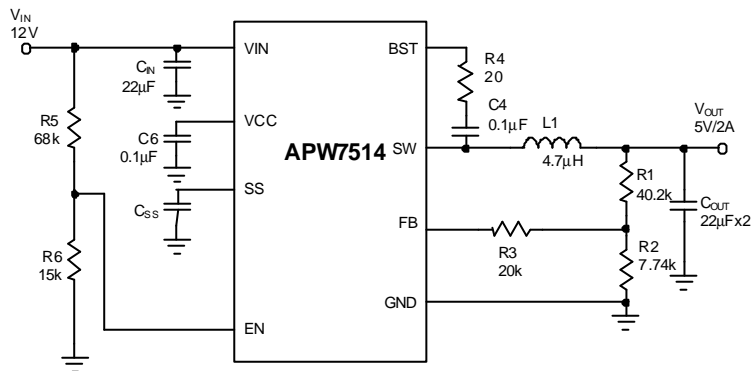 VIN
12V
VIN
BST
R4
20
CIN
22µF
R5
68k
VCC
C4
0.1µF
L1
4.7µH
VOUT
5V/2A
C6
0.1µF
APW7514
SW
R1
40.2k
SS
CSS
COUT
22µFx2
FB
R3
20k
R2
7.74k
R6
15k
GND
EN